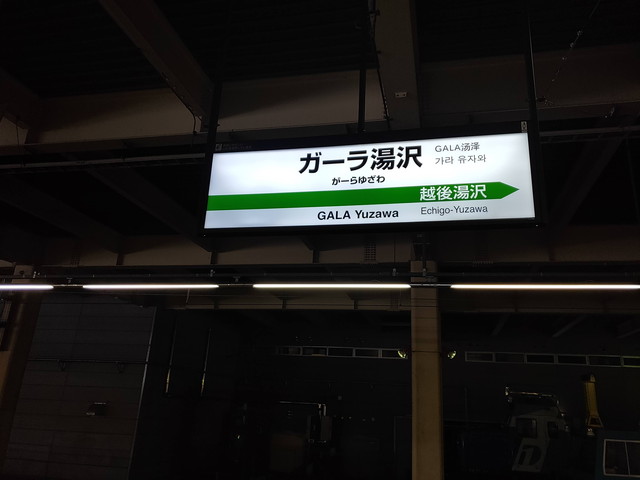 ガーラ湯沢
GALA汤泽
가라 유자와
がーらゆざわ
越後湯沢
GALA Yuzawa
Echigo-Yuzawa